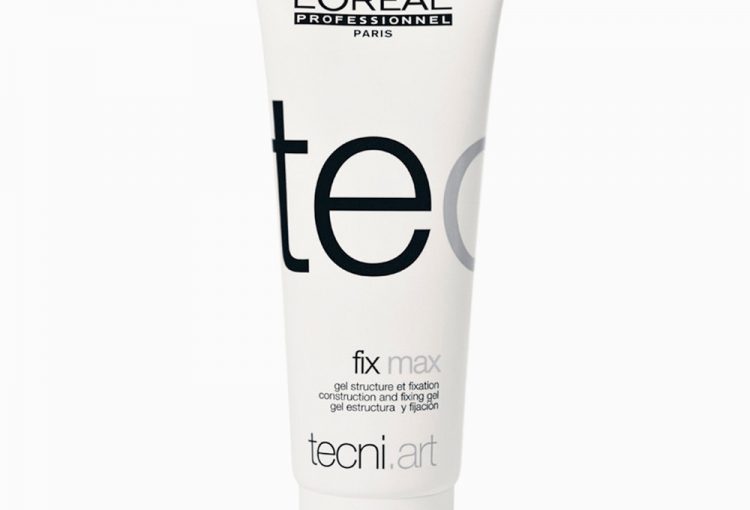 L'ORÉAL
PROFESSIONNEL
PARIS
tec
fix max
gel structure et fixation
construction and fixing gel
gel estructura y fijación
tecni.art